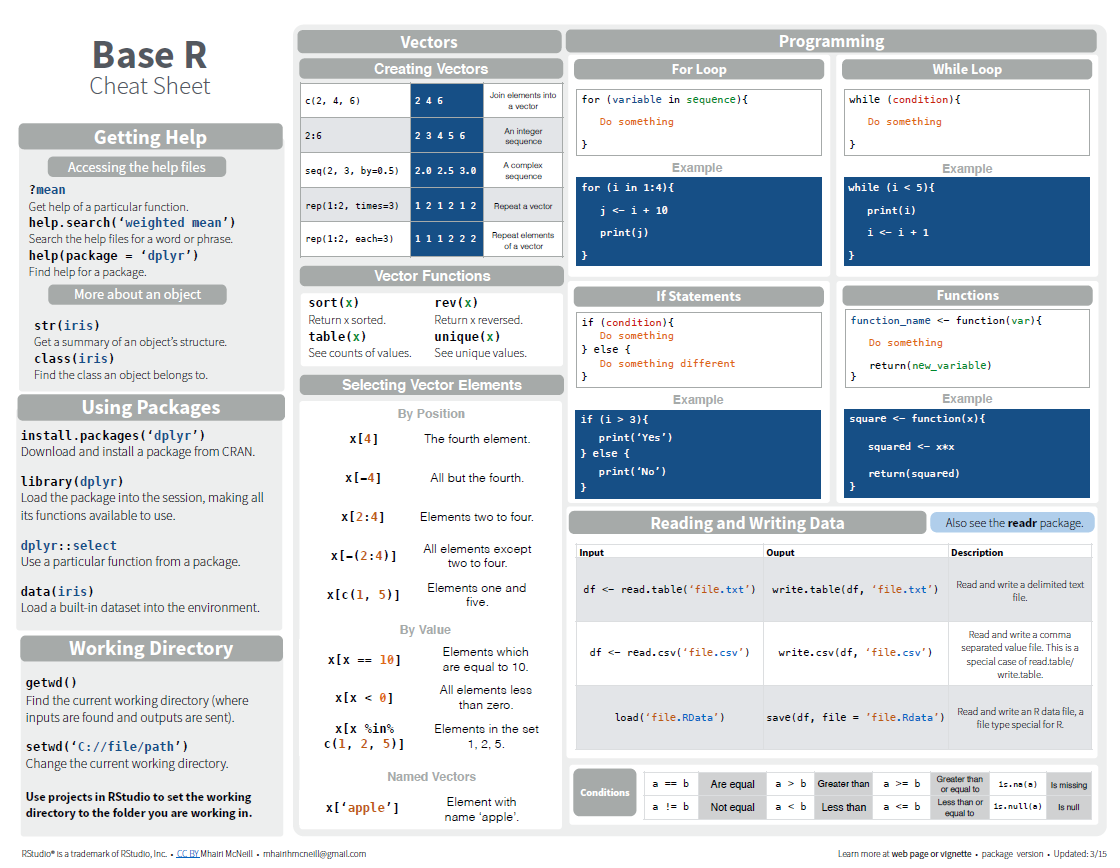 Base R
Cheat Sheet
Getting Help
Accessing the help files
?mean
Get help of a particular function.
help.search(‘weighted mean’)
Search the help files for a word or phrase.
help(package = ‘dplyr’)
Find help for a package.
More about an object
str(iris)
Get a summary of an object’s structure.
class(iris)
Find the class an object belongs to.
Using Packages
install.packages(‘dplyr’)
Download and install a package from CRAN.
library(dplyr)
Load the package into the session, making all
its functions available to use.
dplyr::select
Use a particular function from a package.
data(iris)
Load a built-in dataset into the environment.
Working Directory
getwd()
Find the current working directory (where
inputs are found and outputs are sent).
setwd(‘C://file/path’)
Change the current working directory.
Use projects in RStudio to set the working
directory to the folder you are working in.
Vectors
Creating Vectors
c(2, 4, 6) 2 4 6 Join elements into
a vector
2:6 2 3 4 5 6 An integer
sequence
seq(2, 3, by=0.5) 2.0 2.5 3.0 A complex
sequence
rep(1:2, times=3) 1 2 1 2 1 2 Repeat a vector
rep(1:2, each=3) 1 1 1 2 2 2 Repeat elements
of a vector
Vector Functions
sort(x) rev(x)
Return x sorted. Return x reversed.
table(x) unique(x)
See counts of values. See unique values.
Selecting Vector Elements
By Position
x[4] The fourth element.
x[-4] All but the fourth.
x[2:4] Elements two to four.
x[-(2:4)] All elements except
two to four.
x[c(1, 5)] Elements one and
five.
By Value
x[x == 10] Elements which
are equal to 10.
x[x < 0] All elements less
than zero.
x[x %in% Elements in the set
c(1, 2, 5)] 1, 2, 5.
Named Vectors
x[‘apple’] Element with
name ‘apple’.
Programming
For Loop
for (variable in sequence){
Do something
}
Example
for (i in 1:4){
j <- i + 10
print(j)
}
While Loop
while (condition){
Do something
}
Example
while (i < 5){
print(i)
i <- i + 1
}
If Statements
if (condition){
Do something
} else {
Do something different
}
Example
if (i > 3){
print(‘Yes’)
} else {
print(‘No’)
}
Functions
function_name <- function(var){
Do something
return(new_variable)
}
Example
square <- function(x){
squared <- x*x
return(squared)
}
Reading and Writing Data
Also see the readr package.
Input Ouput Description
df <- read.table(‘file.txt’) write.table(df, ‘file.txt’) Read and write a delimited text
file.
df <- read.csv(‘file.csv’) write.csv(df, ‘file.csv’) Read and write a comma
separated value file. This is a
special case of read.table/
write.table.
load(‘file.RData’) save(df, file = ’file.Rdata’) Read and write an R data file, a
file type special for R.
Conditions
a == b Are equal a > b Greater than a >= b Greater than
or equal to is.na(a) Is missing
a != b Not equal a < b Less than a <= b Less than or
equal to is.null(a) Is null
RStudio® is a trademark of RStudio, Inc. • CC BY Mhairi McNeill • mhairihmcneill@gmail.com
Learn more at web page or vignette • package version • Updated: 3/15